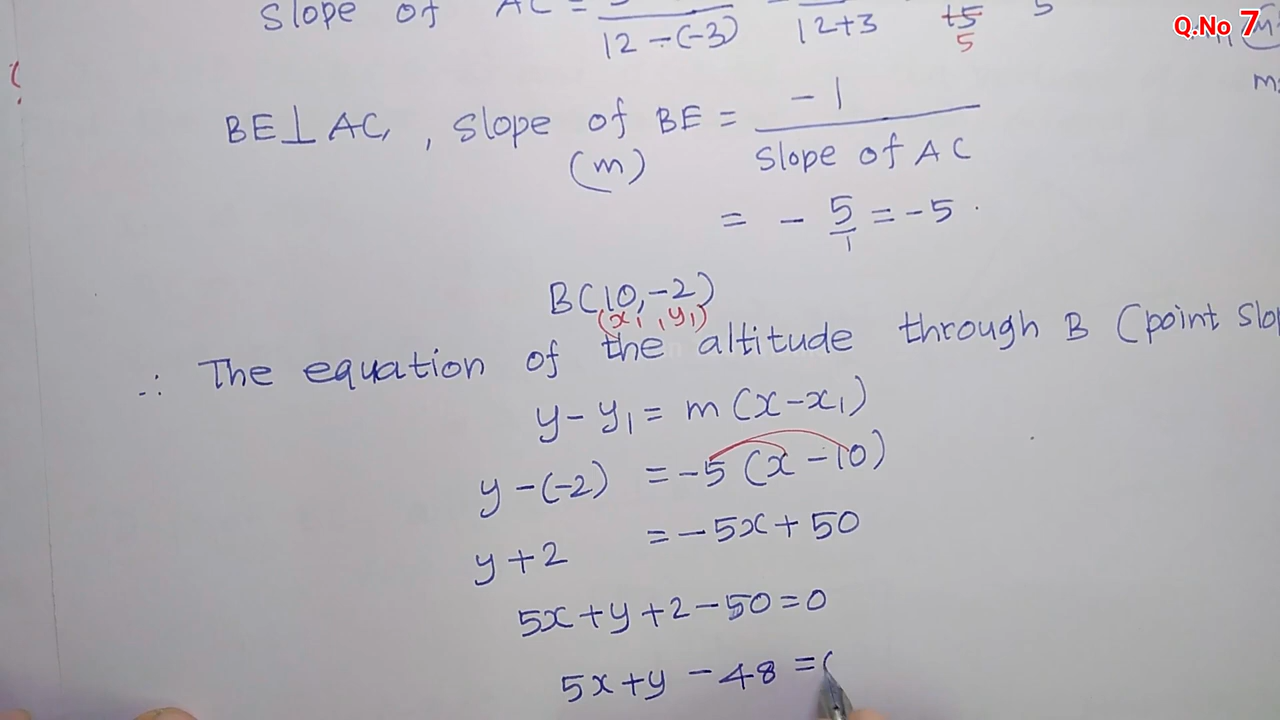 Q.No 7
Slope of AC =
12-(-3) 12+3 15 5
5
BE⊥AC, slope of BE = -1
(m) slope of AC
= - 5/1 = -5.
B(10,-2)
(x₁, y₁)
∴ The equation of the altitude through B (point slo
y-y₁ = m(x-x₁)
y-(-2) = -5(x-10)
y+2 = -5x+50
5x+y+2-50=0
5x+y-48=0